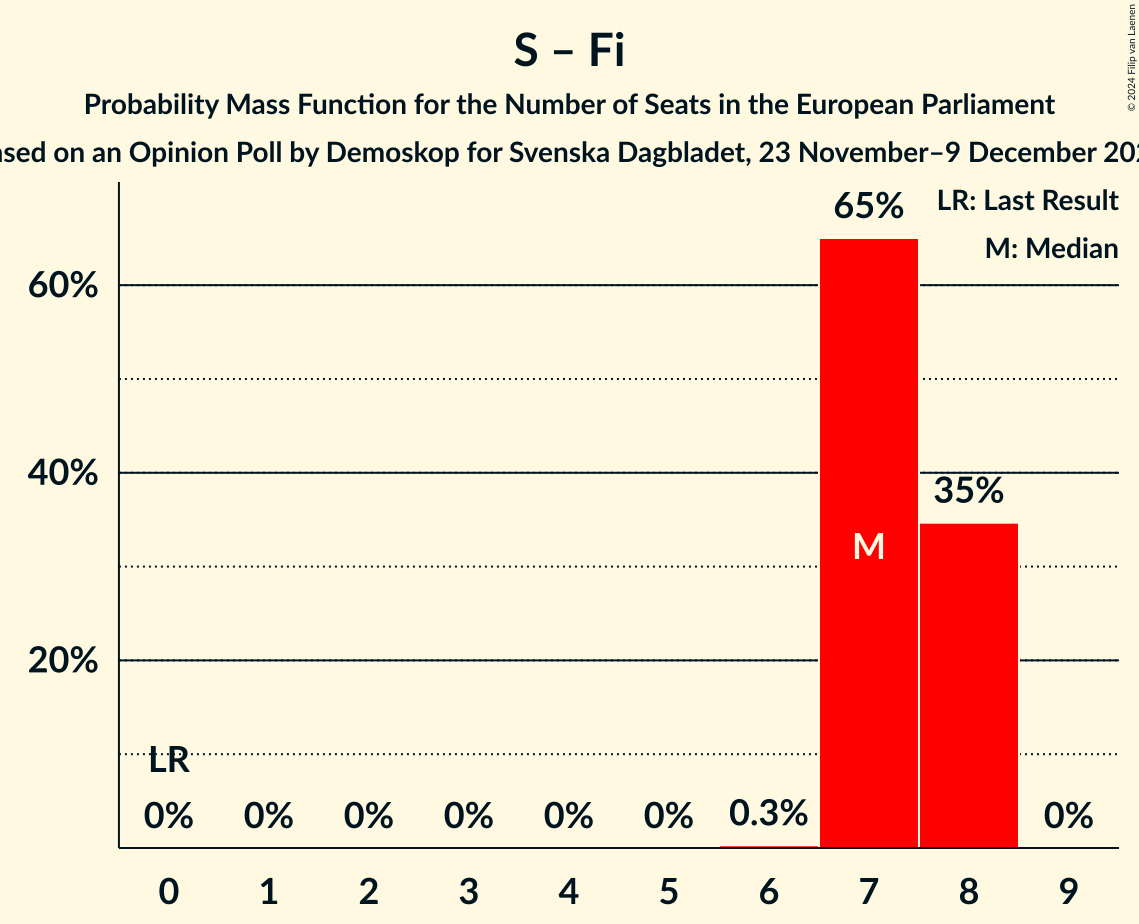 S – Fi
Probability Mass Function for the Number of Seats in the European Parliament
on an Opinion Poll by Demoskop for Svenska Dagbladet, 23 November–9 December
© 2024 Filip van Laenen
LR: Last Result
M: Median
65%
60%
40%
35%
M
20%
LR
0% 0% 0% 0% 0% 0% 0.3% 0%
0 1 2 3 4 5 6 7 8 9